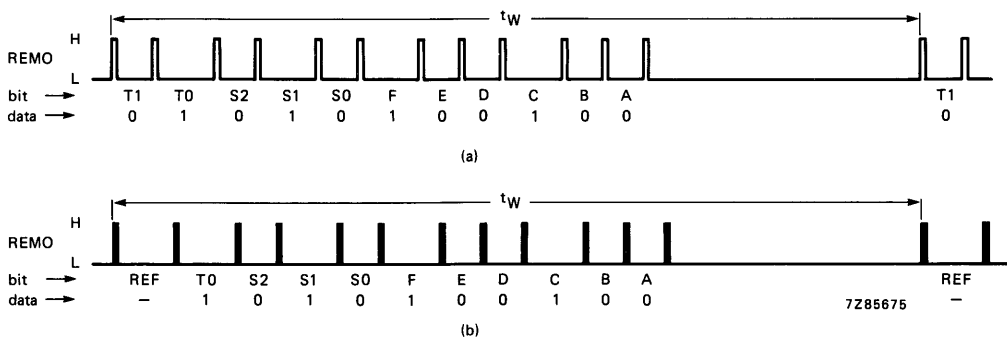 tW
H
REMO
L
bit → T1 T0 S2 S1 S0 F E D C B A T1
data → 0 1 0 1 0 1 0 0 1 0 0 0
(a)
tW
H
REMO
L
bit → REF T0 S2 S1 S0 F E D C B A REF
data → – 1 0 1 0 1 0 0 1 0 0 –
7Z85675
(b)